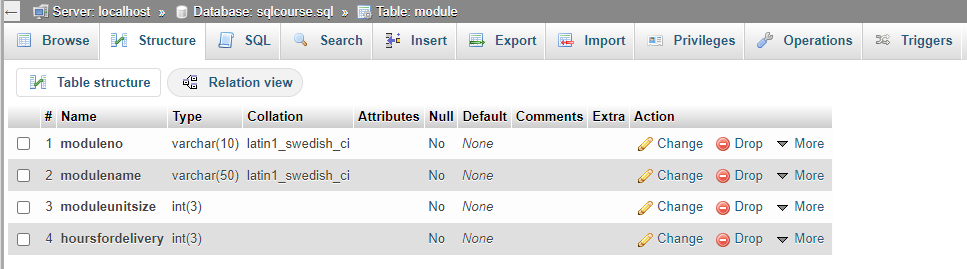 Server: localhost » Database: sqlcourse.sql » Table: module
Browse Structure SQL Search Insert Export Import Privileges Operations Triggers
Table structure Relation view
# Name Type Collation Attributes Null Default Comments Extra Action
1 moduleno varchar(10) latin1_swedish_ci No None Change Drop More
2 modulename varchar(50) latin1_swedish_ci No None Change Drop More
3 moduleunitsize int(3) No None Change Drop More
4 hoursfordelivery int(3) No None Change Drop More